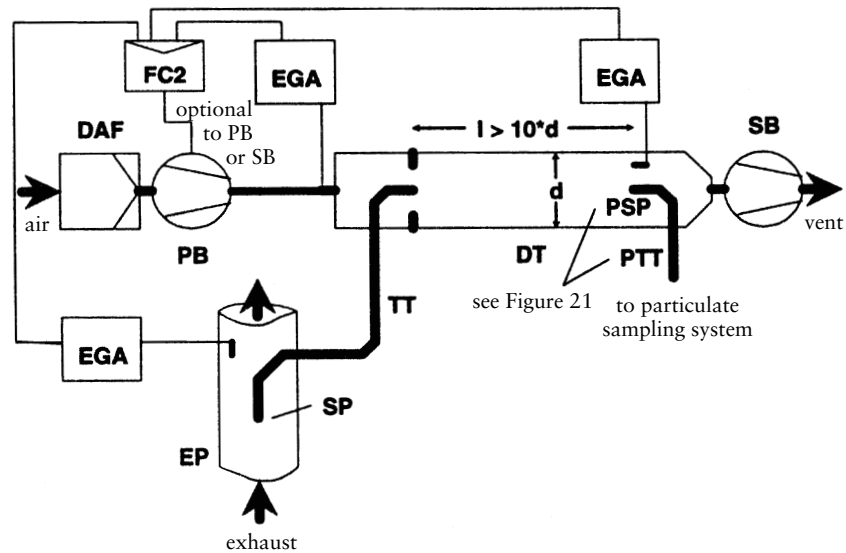 FC2
EGA
EGA
optional
to PB
or SB
DAF
l > 10*d
SB
air
d
PSP
vent
PB
DT
PTT
see Figure 21
to particulate
sampling system
TT
EGA
SP
EP
exhaust